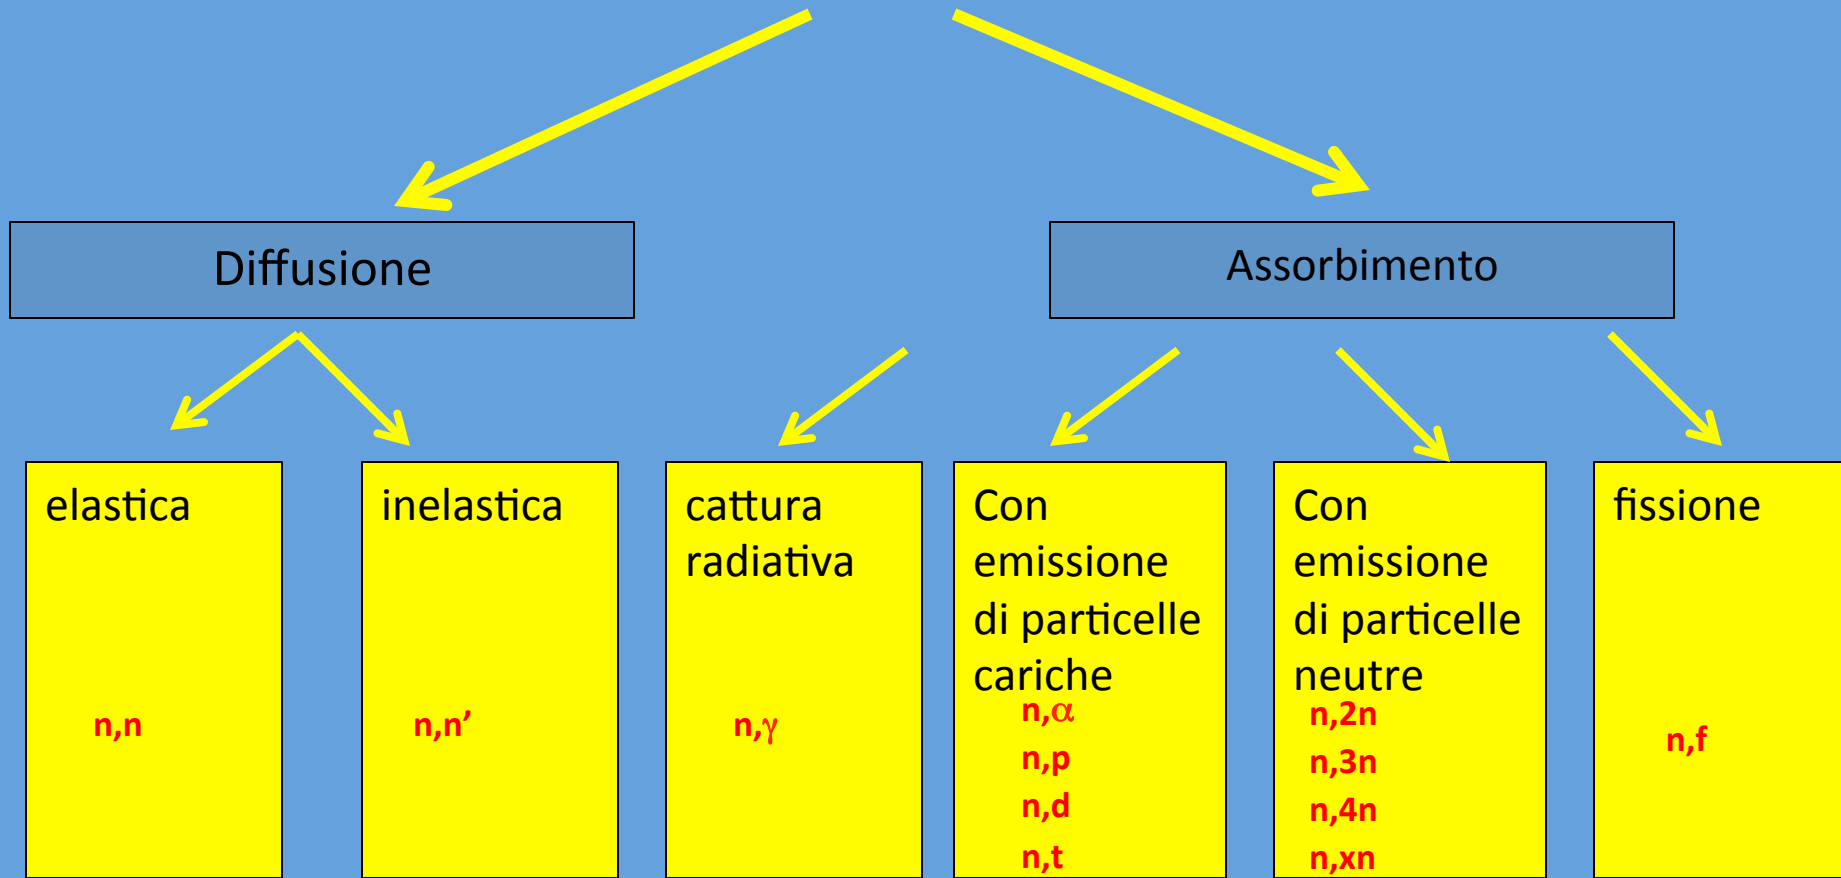 Diffusione
Assorbimento
elastica
n,n
inelastica
n,n’
cattura
radiativa
n,γ
Con
emissione
di particelle
cariche
n,α
n,p
n,d
n,t
Con
emissione
di particelle
neutre
n,2n
n,3n
n,4n
n,xn
fissione
n,f